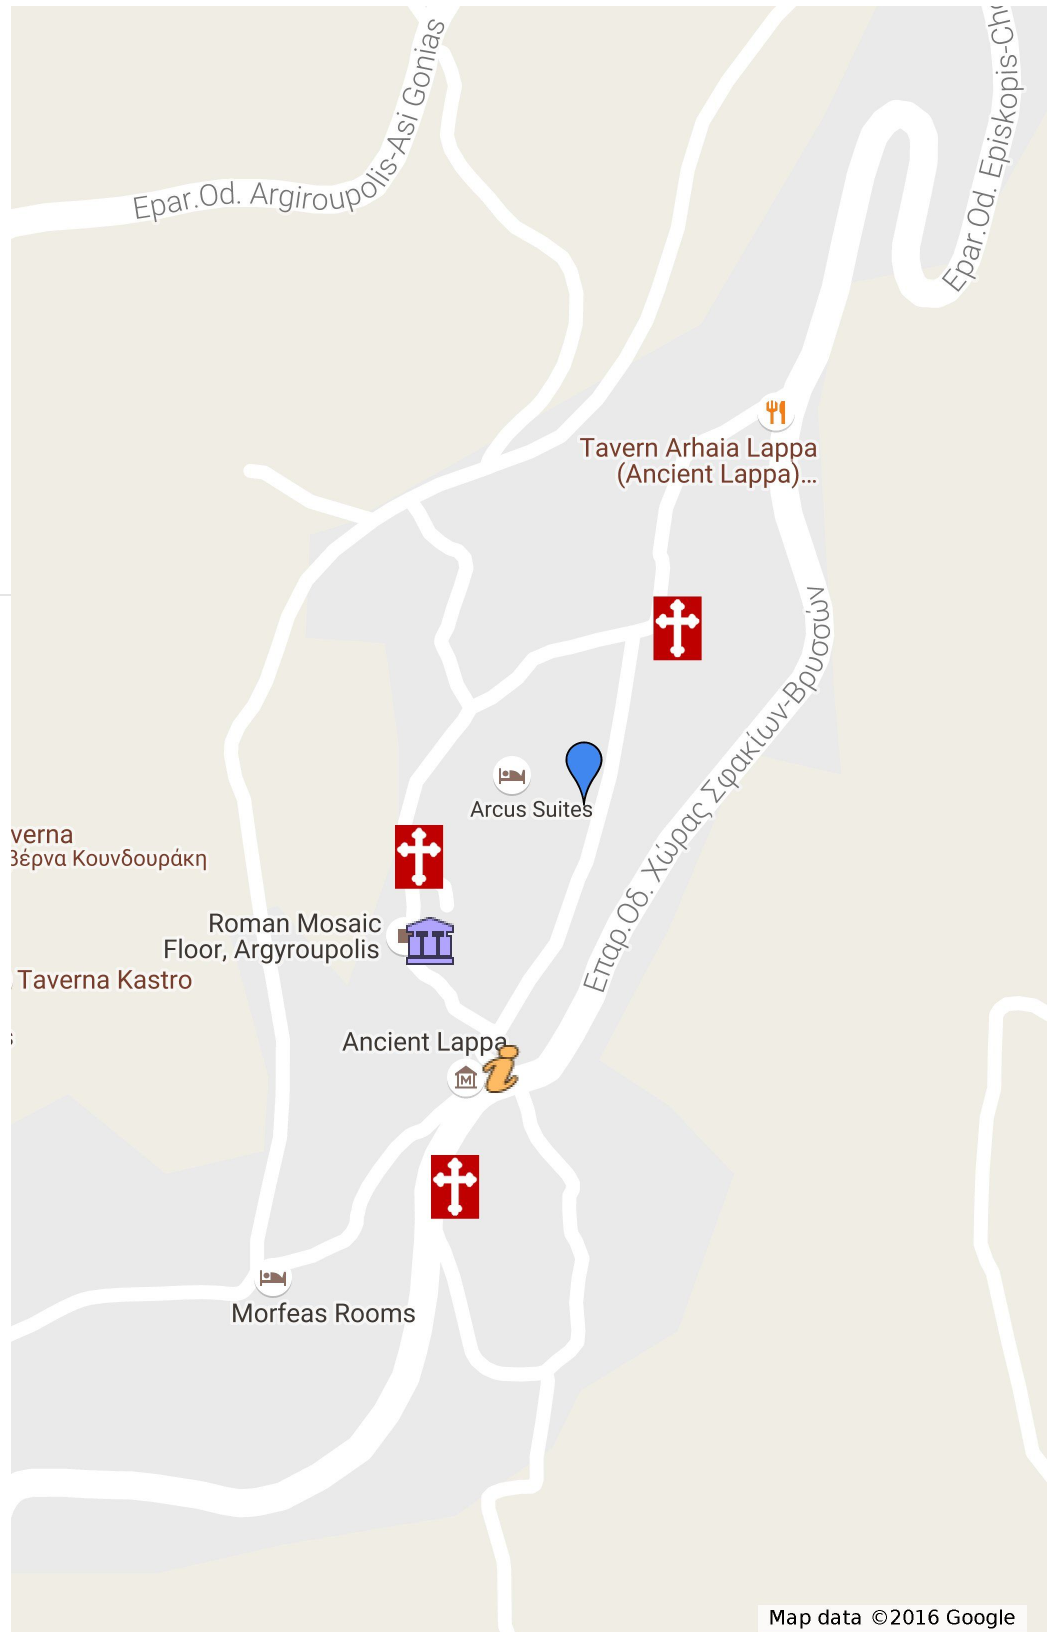 Epar.Od. Argiroupolis-Asi Gonias
Epar.Od. Episkopis-Cho
Tavern Arhaia Lappa
(Ancient Lappa)...
Επαρ.Οδ. Χώρας Σφακίων-Βρυσσών
Arcus Suites
verna
βέρνα Κουνδουράκη
Roman Mosaic
Floor, Argyroupolis
Taverna Kastro
s
Ancient Lappa
i
M
Morfeas Rooms
Map data ©2016 Google